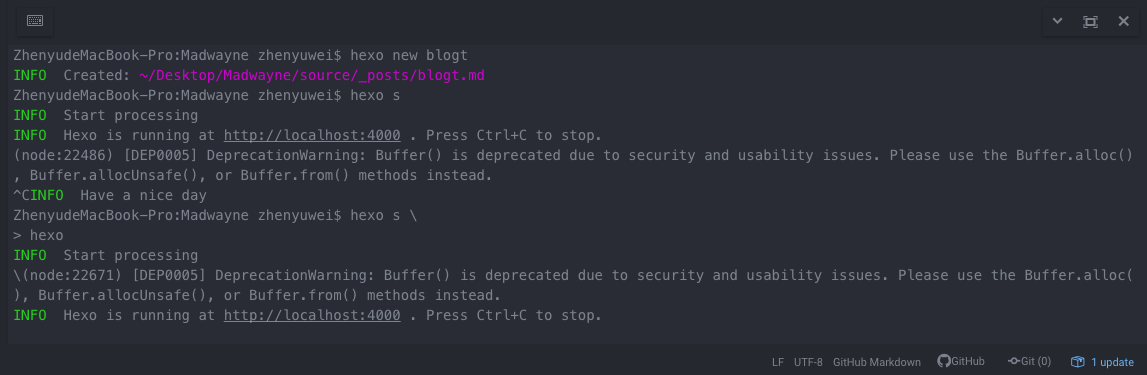 ZhenyudeMacBook-Pro:Madwayne zhenyuwei$ hexo new blogt
INFO  Created: ~/Desktop/Madwayne/source/_posts/blogt.md
ZhenyudeMacBook-Pro:Madwayne zhenyuwei$ hexo s
INFO  Start processing
INFO  Hexo is running at http://localhost:4000 . Press Ctrl+C to stop.
(node:22486) [DEP0005] DeprecationWarning: Buffer() is deprecated due to security and usability issues. Please use the Buffer.alloc()
, Buffer.allocUnsafe(), or Buffer.from() methods instead.
^CINFO  Have a nice day
ZhenyudeMacBook-Pro:Madwayne zhenyuwei$ hexo s \
> hexo
INFO  Start processing
\(node:22671) [DEP0005] DeprecationWarning: Buffer() is deprecated due to security and usability issues. Please use the Buffer.alloc(
), Buffer.allocUnsafe(), or Buffer.from() methods instead.
INFO  Hexo is running at http://localhost:4000 . Press Ctrl+C to stop.
LF UTF-8 GitHub Markdown GitHub Git (0) 1 update